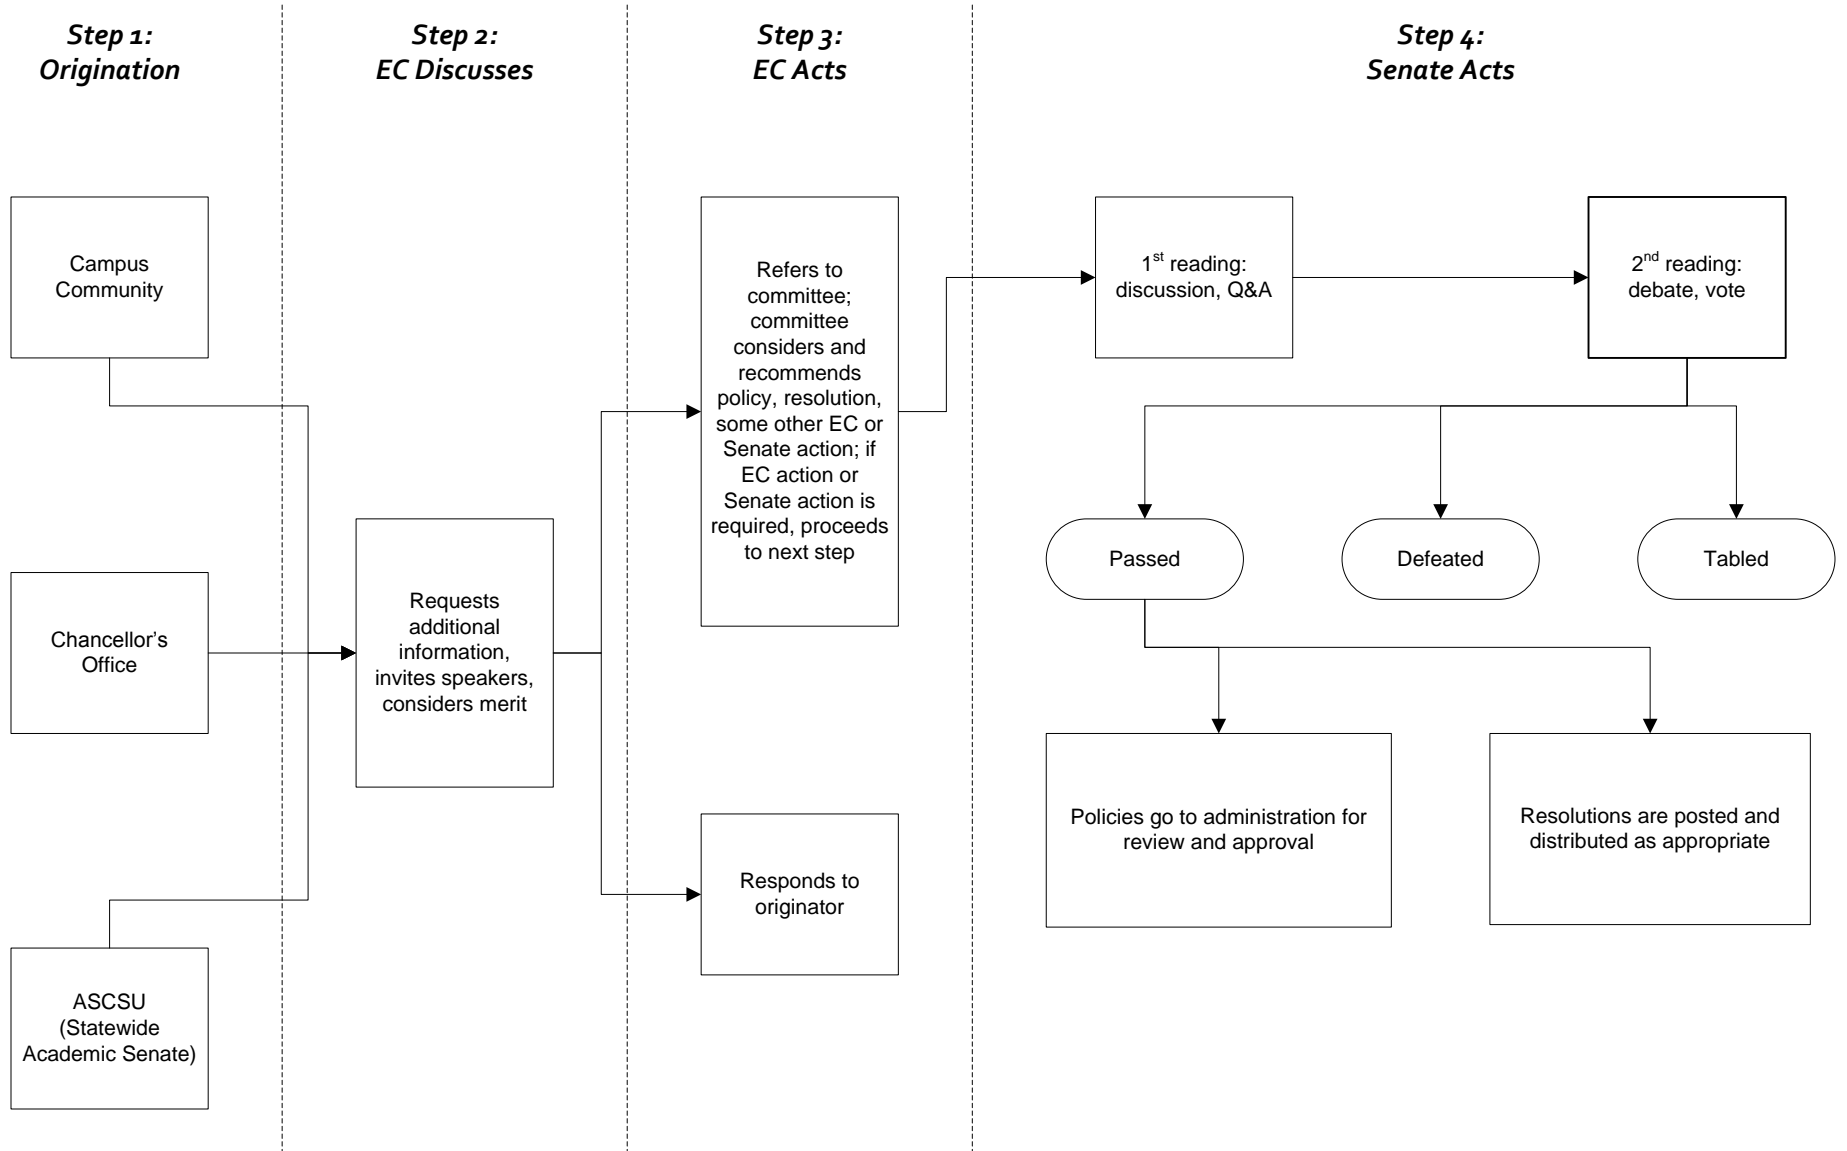 Step 1:
Origination
Step 2:
EC Discusses
Step 3:
EC Acts
Step 4:
Senate Acts
Campus
Community
Chancellor’s
Office
ASCSU
(Statewide
Academic Senate)
Requests
additional
information,
invites speakers,
considers merit
Refers to
committee;
committee
considers and
recommends
policy, resolution,
some other EC or
Senate action; if
EC action or
Senate action is
required, proceeds
to next step
Responds to
originator
1st reading:
discussion, Q&A
2nd reading:
debate, vote
Passed
Defeated
Tabled
Policies go to administration for
review and approval
Resolutions are posted and
distributed as appropriate